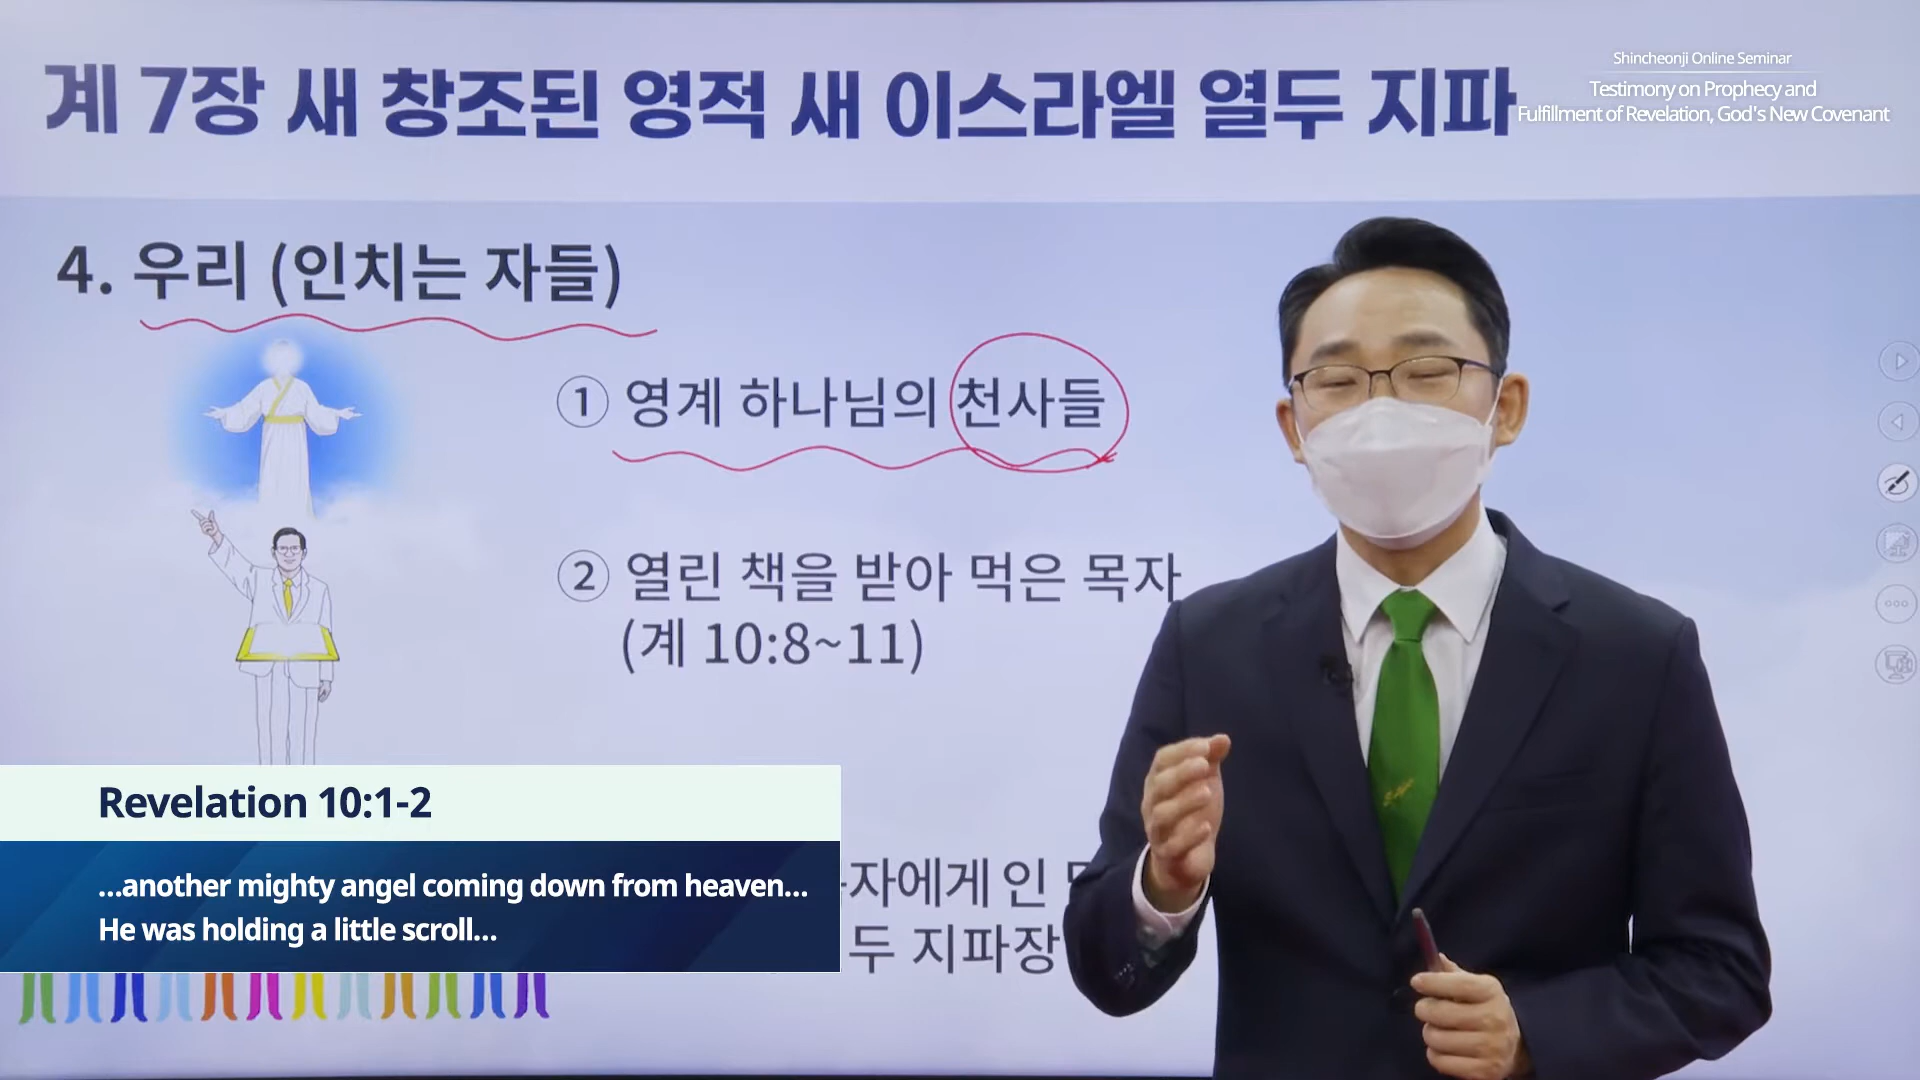 계 7장 새 창조된 영적 새 이스라엘 열두 지파
Shincheonji Online Seminar
Testimony on Prophecy and
Fulfillment of Revelation, God's New Covenant
4. 우리 (인치는 자들)
① 영계 하나님의 천사들
② 열린 책을 받아 먹은 목자
(계 10:8~11)
Revelation 10:1-2
...another mighty angel coming down from heaven...
He was holding a little scroll...
자에게 인
두 지파장